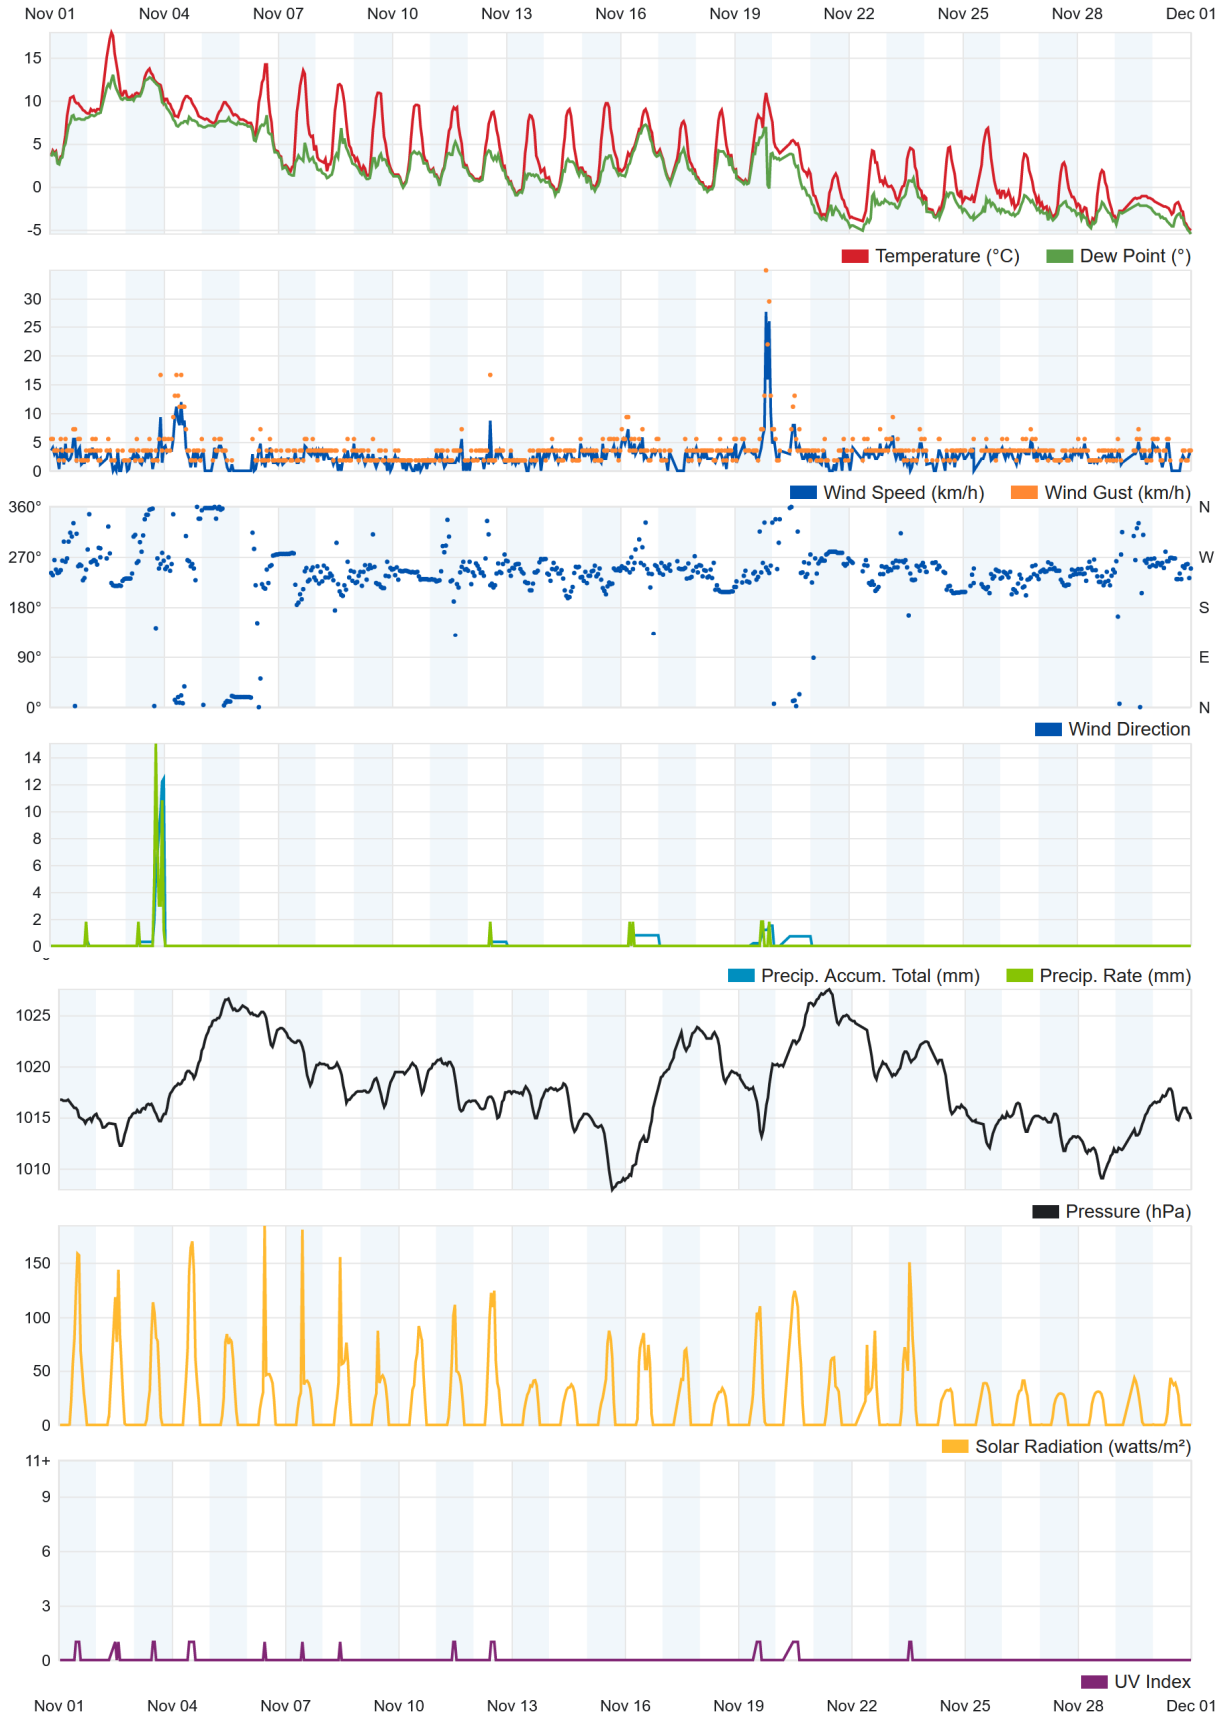 Nov 01 Nov 04 Nov 07 Nov 10 Nov 13 Nov 16 Nov 19 Nov 22 Nov 25 Nov 28 Dec 01
15
10
5
0
-5
Temperature (°C) Dew Point (°)
30
25
20
15
10
5
0
Wind Speed (km/h) Wind Gust (km/h)
360° N
270° W
180° S
90° E
0° N
Wind Direction
14
12
10
8
6
4
2
0
Precip. Accum. Total (mm) Precip. Rate (mm)
1025
1020
1015
1010
Pressure (hPa)
150
100
50
0
Solar Radiation (watts/m²)
11+
9
6
3
0
UV Index
Nov 01 Nov 04 Nov 07 Nov 10 Nov 13 Nov 16 Nov 19 Nov 22 Nov 25 Nov 28 Dec 01